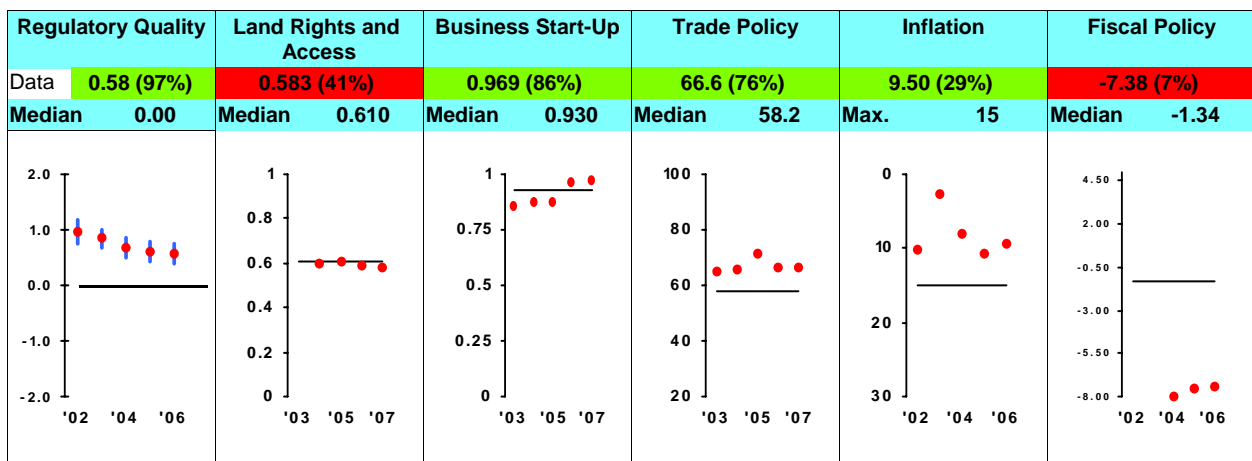 Regulatory Quality
Land Rights and
Access
Business Start-Up
Trade Policy
Inflation
Fiscal Policy
Data 0.58 (97%)
0.583 (41%)
0.969 (86%)
66.6 (76%)
9.50 (29%)
-7.38 (7%)
Median 0.00
Median 0.610
Median 0.930
Median 58.2
Max. 15
Median -1.34
2.0
1.0
0.0
-1.0
-2.0
'02 '04 '06
1
0.8
0.6
0.4
0.2
0
'03 '05 '07
1
0.75
0.5
0.25
0
'03 '05 '07
100
80
60
40
20
'03 '05 '07
0
10
20
30
'02 '04 '06
4.50
2.00
-0.50
-3.00
-5.50
-8.00
'02 '04 '06